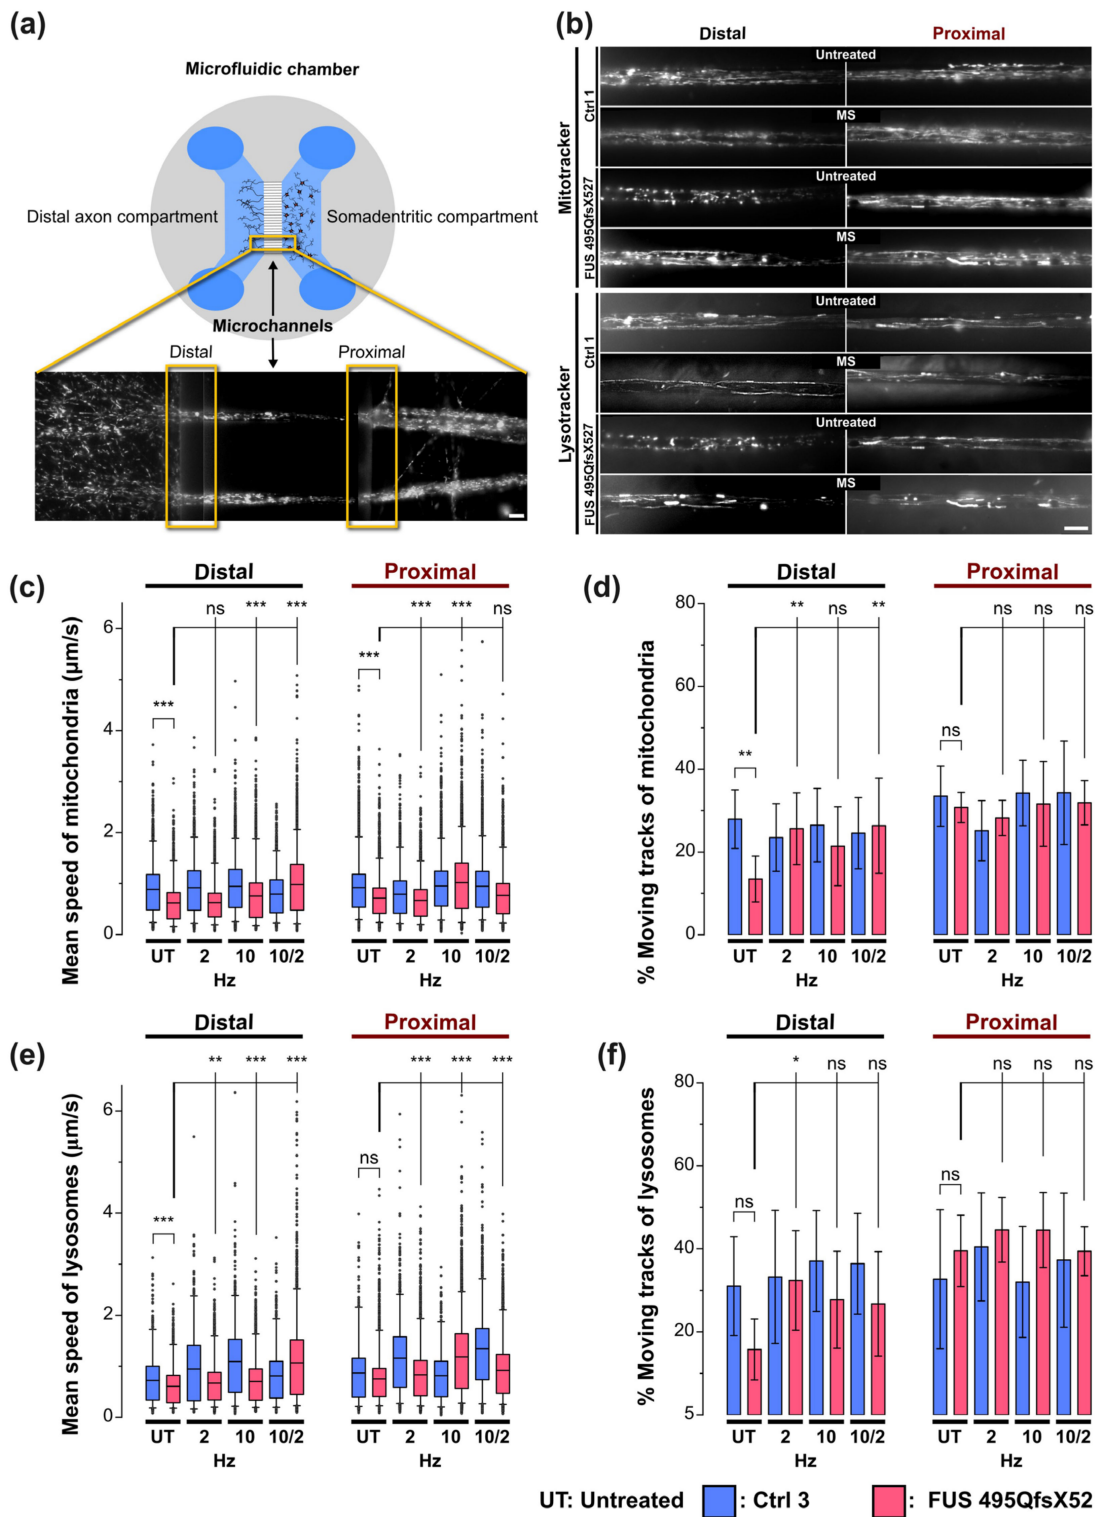 (a)
Microfluidic chamber
Distal axon compartment
Somadentritic compartment
Microchannels
Distal
Proximal
(b)
Distal
Proximal
Mitotracker
Ctrl 1
Untreated
MS
FUS 495QfsX527
Untreated
MS
Lysotracker
Ctrl 1
Untreated
MS
FUS 495QfsX527
Untreated
MS
(c)
Distal
Proximal
ns *** *** *** *** ns
*** ***
Mean speed of mitochondria (µm/s)
6
4
2
0
UT 2 10 10/2 UT 2 10 10/2
Hz Hz
(d)
Distal
Proximal
** ns ** ns ns ns
** ns
% Moving tracks of mitochondria
80
60
40
20
0
UT 2 10 10/2 UT 2 10 10/2
Hz Hz
(e)
Distal
Proximal
** *** *** *** *** ***
*** ns
Mean speed of lysosomes (µm/s)
6
4
2
0
UT 2 10 10/2 UT 2 10 10/2
Hz Hz
(f)
Distal
Proximal
* ns ns ns ns ns
ns ns
% Moving tracks of lysosomes
80
60
40
20
5
UT 2 10 10/2 UT 2 10 10/2
Hz Hz
UT: Untreated : Ctrl 3 : FUS 495QfsX52